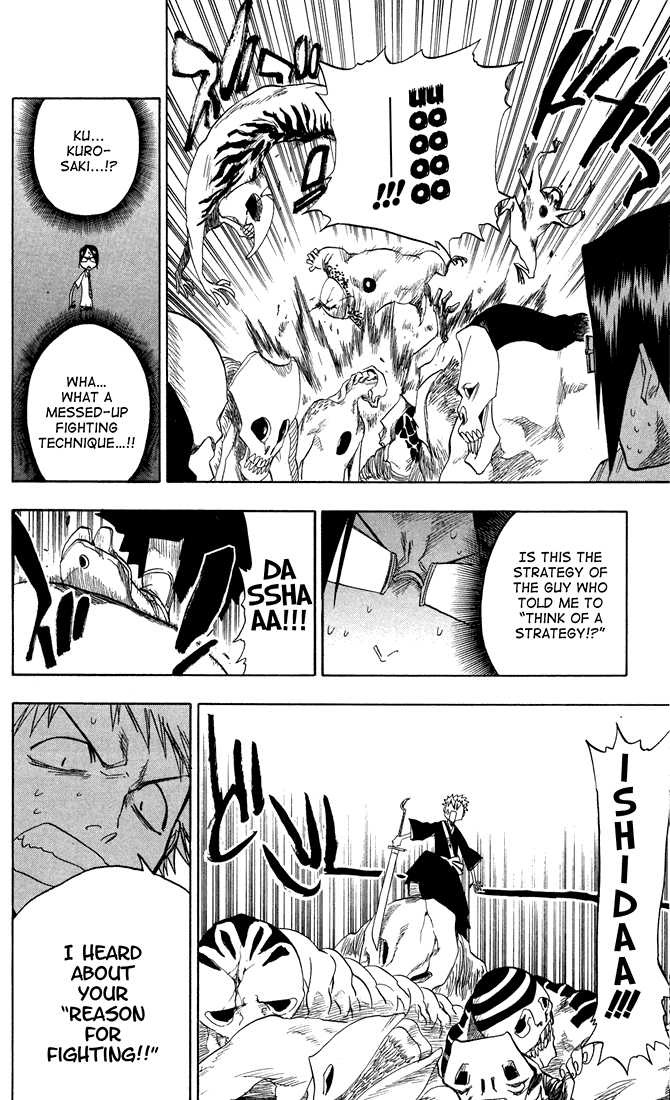 UU
OO
OO
OO
OO
—!!!
KU...
KURO-
SAKI...!?
WHA...
WHAT A
MESSED-UP
FIGHTING
TECHNIQUE...!!
IS THIS THE
STRATEGY OF
THE GUY WHO
TOLD ME TO
"THINK OF A
STRATEGY!?"
DA
SSHA
AA!!!
ISHIDAA!!!
I HEARD
ABOUT
YOUR
"REASON
FOR
FIGHTING!!"